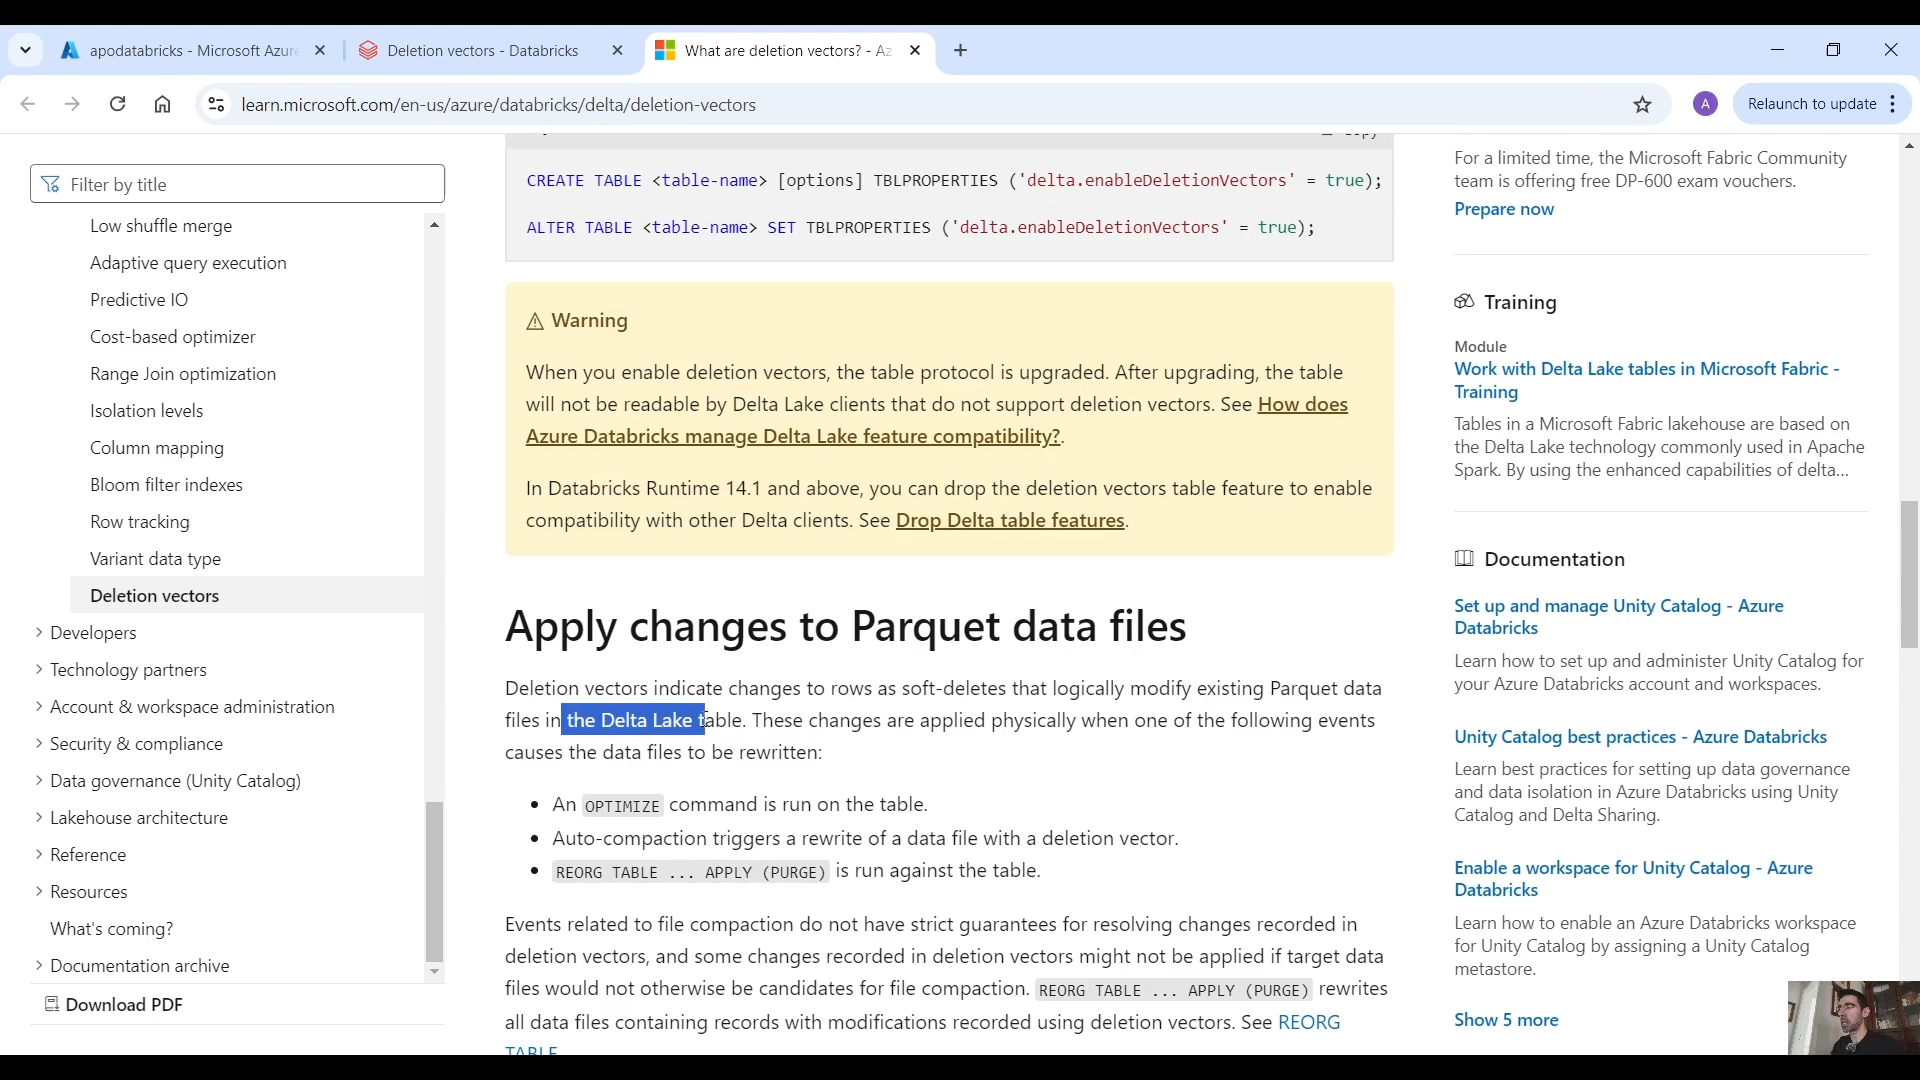 apodatabricks - Microsoft Azure
Deletion vectors - Databricks
What are deletion vectors? - Az
learn.microsoft.com/en-us/azure/databricks/delta/deletion-vectors
A
Relaunch to update
Filter by title
Low shuffle merge
Adaptive query execution
Predictive IO
Cost-based optimizer
Range Join optimization
Isolation levels
Column mapping
Bloom filter indexes
Row tracking
Variant data type
Deletion vectors
Developers
Technology partners
Account & workspace administration
Security & compliance
Data governance (Unity Catalog)
Lakehouse architecture
Reference
Resources
What's coming?
Documentation archive
Download PDF
CREATE TABLE <table-name> [options] TBLPROPERTIES ('delta.enableDeletionVectors' = true);
ALTER TABLE <table-name> SET TBLPROPERTIES ('delta.enableDeletionVectors' = true);
Warning
When you enable deletion vectors, the table protocol is upgraded. After upgrading, the table
will not be readable by Delta Lake clients that do not support deletion vectors. See How does
Azure Databricks manage Delta Lake feature compatibility?.
In Databricks Runtime 14.1 and above, you can drop the deletion vectors table feature to enable
compatibility with other Delta clients. See Drop Delta table features.
Apply changes to Parquet data files
Deletion vectors indicate changes to rows as soft-deletes that logically modify existing Parquet data
files in the Delta Lake table. These changes are applied physically when one of the following events
causes the data files to be rewritten:
• An OPTIMIZE command is run on the table.
• Auto-compaction triggers a rewrite of a data file with a deletion vector.
• REORG TABLE ... APPLY (PURGE) is run against the table.
Events related to file compaction do not have strict guarantees for resolving changes recorded in
deletion vectors, and some changes recorded in deletion vectors might not be applied if target data
files would not otherwise be candidates for file compaction. REORG TABLE ... APPLY (PURGE) rewrites
all data files containing records with modifications recorded using deletion vectors. See REORG
TABLE
For a limited time, the Microsoft Fabric Community
team is offering free DP-600 exam vouchers.
Prepare now
Training
Module
Work with Delta Lake tables in Microsoft Fabric -
Training
Tables in a Microsoft Fabric lakehouse are based on
the Delta Lake technology commonly used in Apache
Spark. By using the enhanced capabilities of delta...
Documentation
Set up and manage Unity Catalog - Azure
Databricks
Learn how to set up and administer Unity Catalog for
your Azure Databricks account and workspaces.
Unity Catalog best practices - Azure Databricks
Learn best practices for setting up data governance
and data isolation in Azure Databricks using Unity
Catalog and Delta Sharing.
Enable a workspace for Unity Catalog - Azure
Databricks
Learn how to enable an Azure Databricks workspace
for Unity Catalog by assigning a Unity Catalog
metastore.
Show 5 more